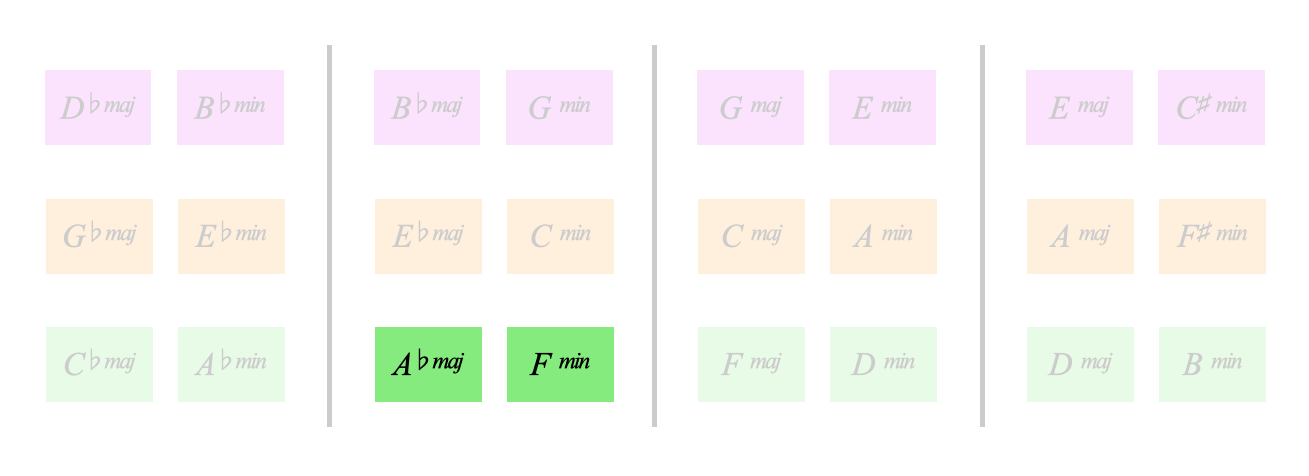 D♭ maj B♭ min B♭ maj G min G maj E min E maj C♯ min
G♭ maj E♭ min E♭ maj C min C maj A min A maj F♯ min
C♭ maj A♭ min A♭ maj F min F maj D min D maj B min